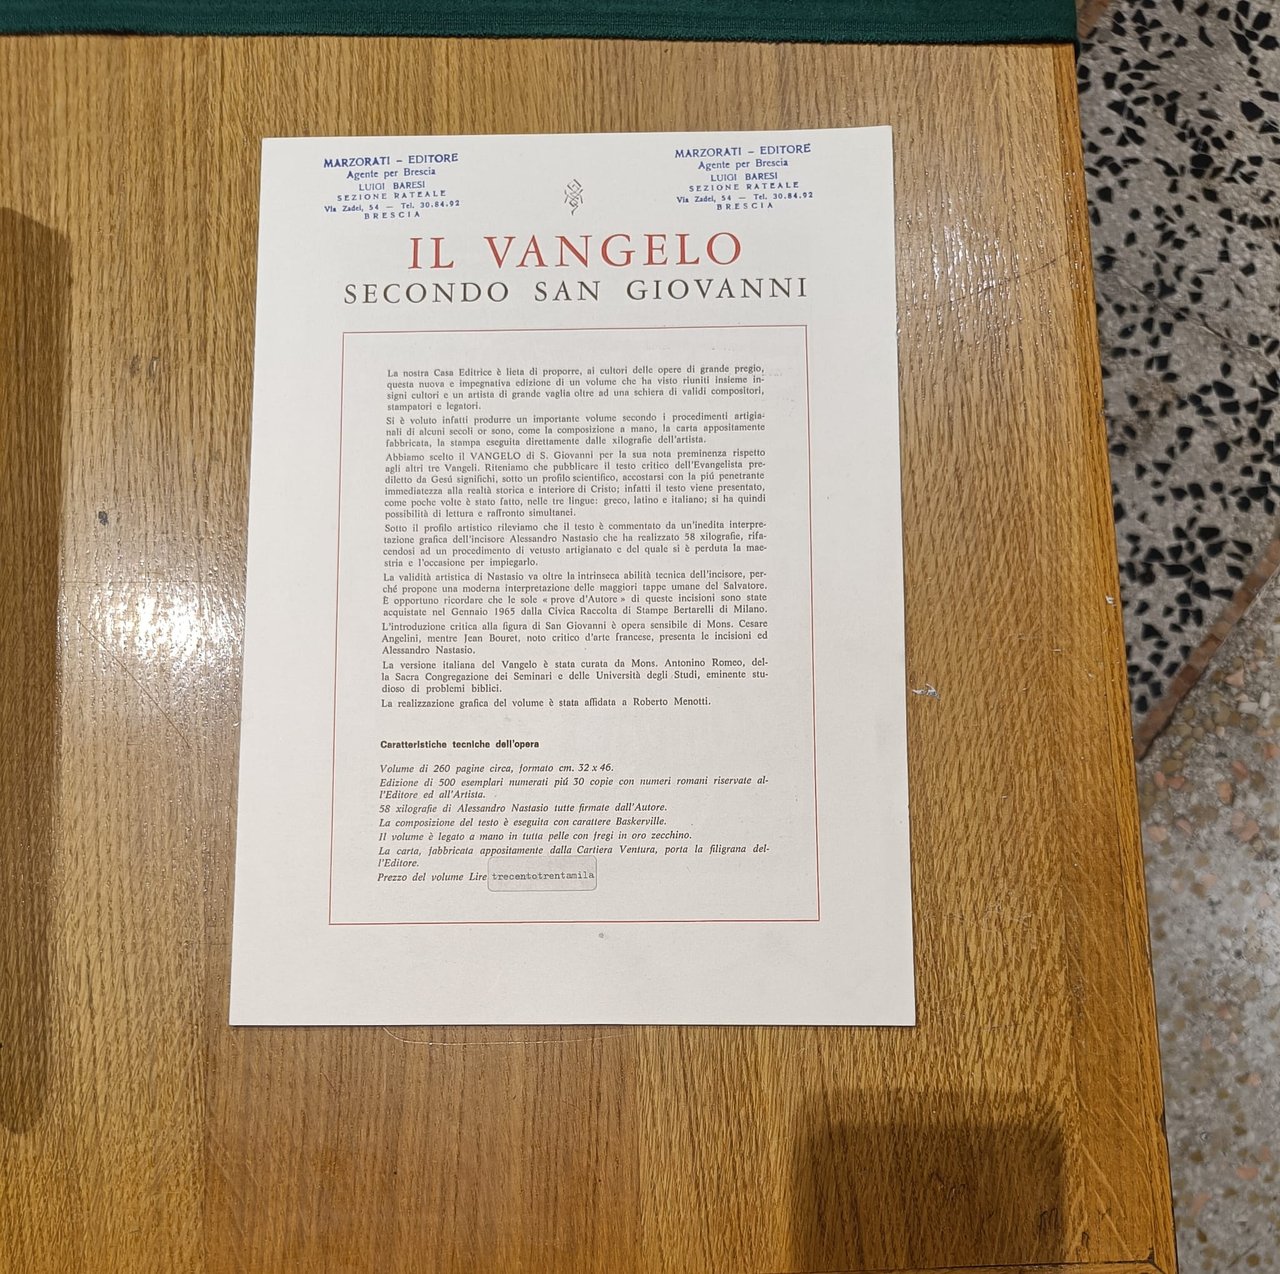 MARZORATI - EDITORE
Agente per Brescia
LUIGI BARESI
SEZIONE RATEALE
Via Zadei, 54 — Tel. 30.84.92
BRESCIA
MARZORATI - EDITORE
Agente per Brescia
LUIGI BARESI
SEZIONE RATEALE
Via Zadei, 54 — Tel. 30.84.92
BRESCIA
IL VANGELO
SECONDO SAN GIOVANNI
La nostra Casa Editrice è lieta di proporre, ai cultori delle opere di grande pregio,
questa nuova e impegnativa edizione di un volume che ha visto riuniti insieme in-
signi cultori e un artista di grande vaglia oltre ad una schiera di validi compositori,
stampatori e legatori.
Si è voluto infatti produrre un importante volume secondo i procedimenti artigia-
nali di alcuni secoli or sono, come la composizione a mano, la carta appositamente
fabbricata, la stampa eseguita direttamente dalle xilografie dell'artista.
Abbiamo scelto il VANGELO di S. Giovanni per la sua nota preminenza rispetto
agli altri tre Vangeli. Riteniamo che pubblicare il testo critico dell'Evangelista pre-
diletto da Gesú significhi, sotto un profilo scientifico, accostarsi con la piú penetrante
immediatezza alla realtà storica e interiore di Cristo; infatti il testo viene presentato,
come poche volte è stato fatto, nelle tre lingue: greco, latino e italiano; si ha quindi
possibilità di lettura e raffronto simultanei.
Sotto il profilo artistico rileviamo che il testo è commentato da un'inedita interpre-
tazione grafica dell'incisore Alessandro Nastasio che ha realizzato 58 xilografie, rifa-
cendosi ad un procedimento di vetusto artigianato e del quale si è perduta la mae-
stria e l'occasione per impiegarlo.
La validità artistica di Nastasio va oltre la intrinseca abilità tecnica dell'incisore, per-
ché propone una moderna interpretazione delle maggiori tappe umane del Salvatore.
È opportuno ricordare che le sole « prove d'Autore » di queste incisioni sono state
acquistate nel Gennaio 1965 dalla Civica Raccolta di Stampe Bertarelli di Milano.
L'introduzione critica alla figura di San Giovanni è opera sensibile di Mons. Cesare
Angelini, mentre Jean Bouret, noto critico d'arte francese, presenta le incisioni ed
Alessandro Nastasio.
La versione italiana del Vangelo è stata curata da Mons. Antonino Romeo, del-
la Sacra Congregazione dei Seminari e delle Università degli Studi, eminente stu-
dioso di problemi biblici.
La realizzazione grafica del volume è stata affidata a Roberto Menotti.
Caratteristiche tecniche dell'opera
Volume di 260 pagine circa, formato cm. 32 x 46.
Edizione di 500 esemplari numerati piú 30 copie con numeri romani riservate al-
l'Editore ed all'Artista.
58 xilografie di Alessandro Nastasio tutte firmate dall'Autore.
La composizione del testo è eseguita con carattere Baskerville.
Il volume è legato a mano in tutta pelle con fregi in oro zecchino.
La carta, fabbricata appositamente dalla Cartiera Ventura, porta la filigrana del-
l'Editore.
Prezzo del volume Lire trecentotrentamila